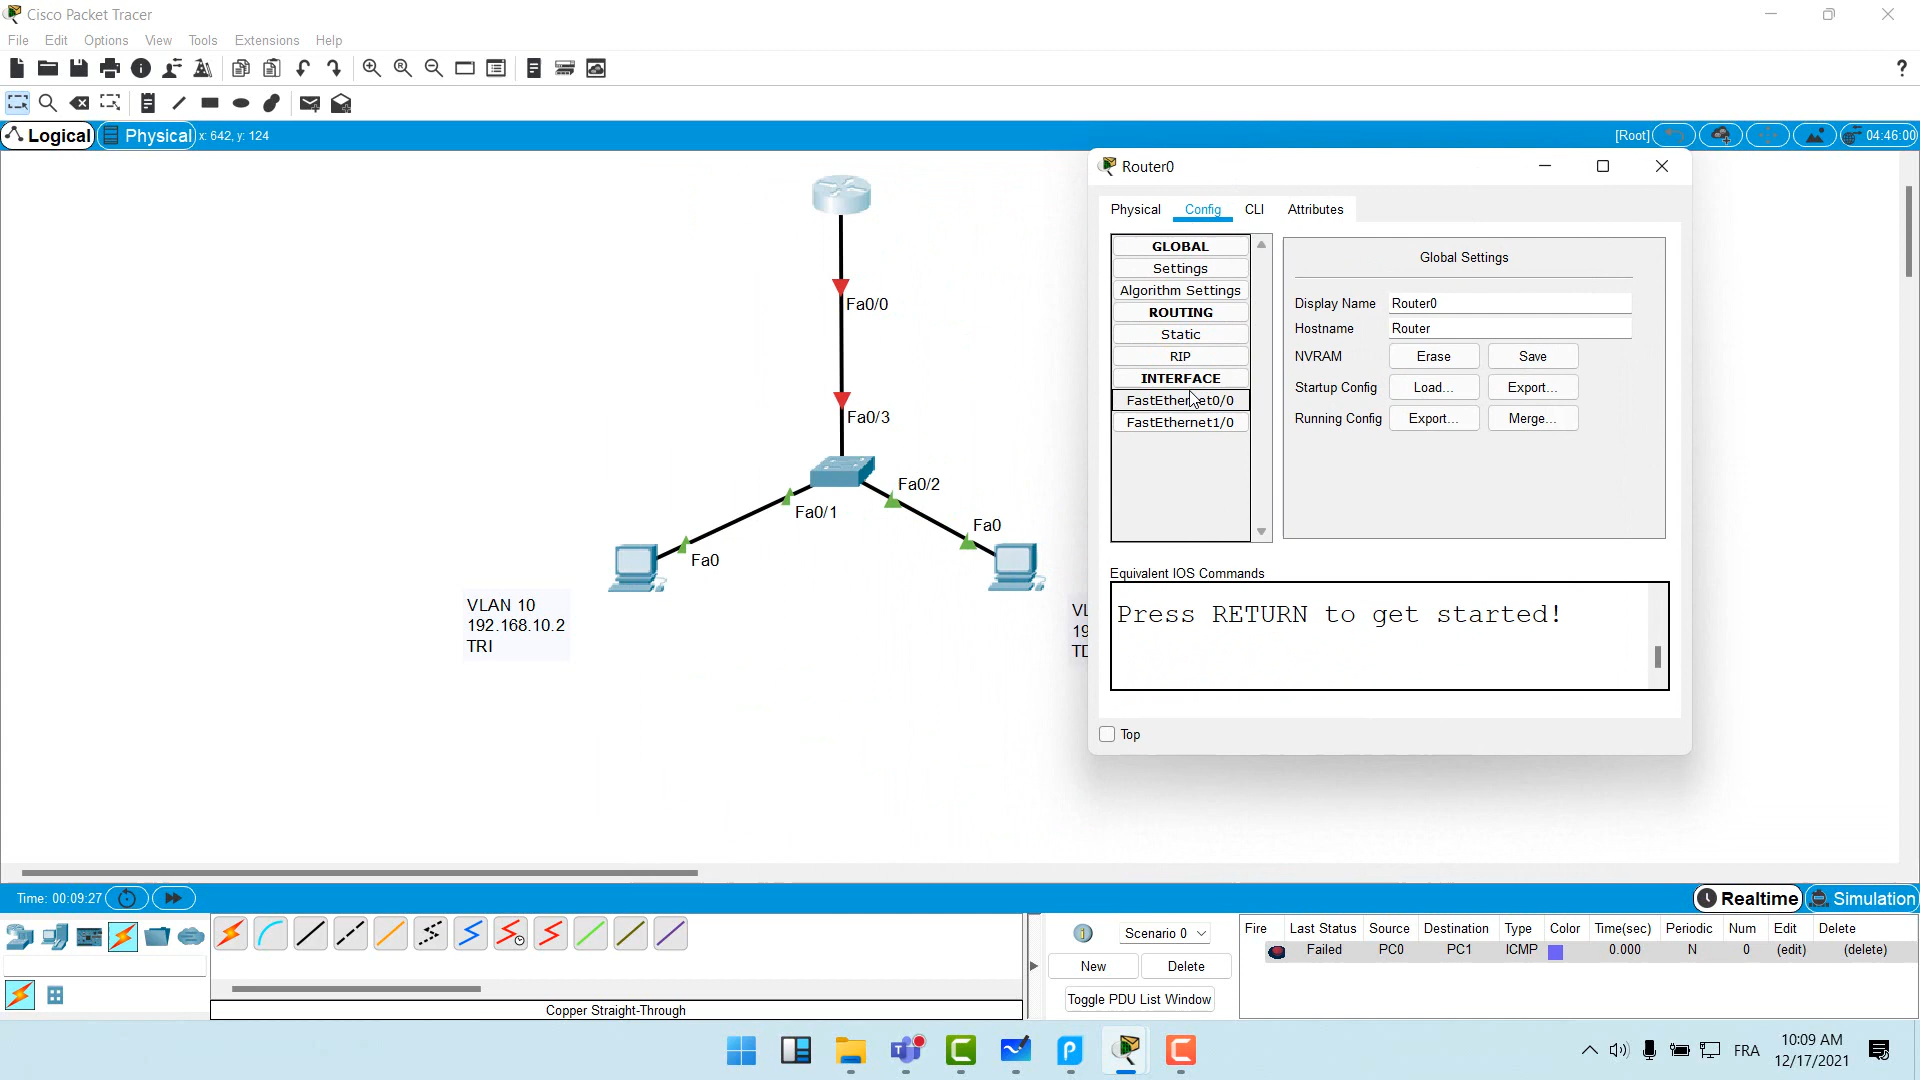 Cisco Packet Tracer
File Edit Options View Tools Extensions Help
Logical Physical x: 642, y: 124 [Root] 04:46:00
Router0
Physical Config CLI Attributes
GLOBAL
Settings
Algorithm Settings
ROUTING
Static
RIP
INTERFACE
FastEthernet0/0
FastEthernet1/0
Global Settings
Display Name Router0
Hostname Router
NVRAM Erase Save
Startup Config Load... Export...
Running Config Export... Merge...
Equivalent IOS Commands
Press RETURN to get started!
Top
Fa0/0
Fa0/3
Fa0/2
Fa0/1
Fa0
Fa0
VLAN 10
192.168.10.2
TRI
VL
19
Time: 00:09:27
Realtime Simulation
Copper Straight-Through
Scenario 0
New Delete
Toggle PDU List Window
Fire Last Status Source Destination Type Color Time(sec) Periodic Num Edit Delete
Failed PC0 PC1 ICMP 0.000 N 0 (edit) (delete)
FRA
10:09 AM
12/17/2021